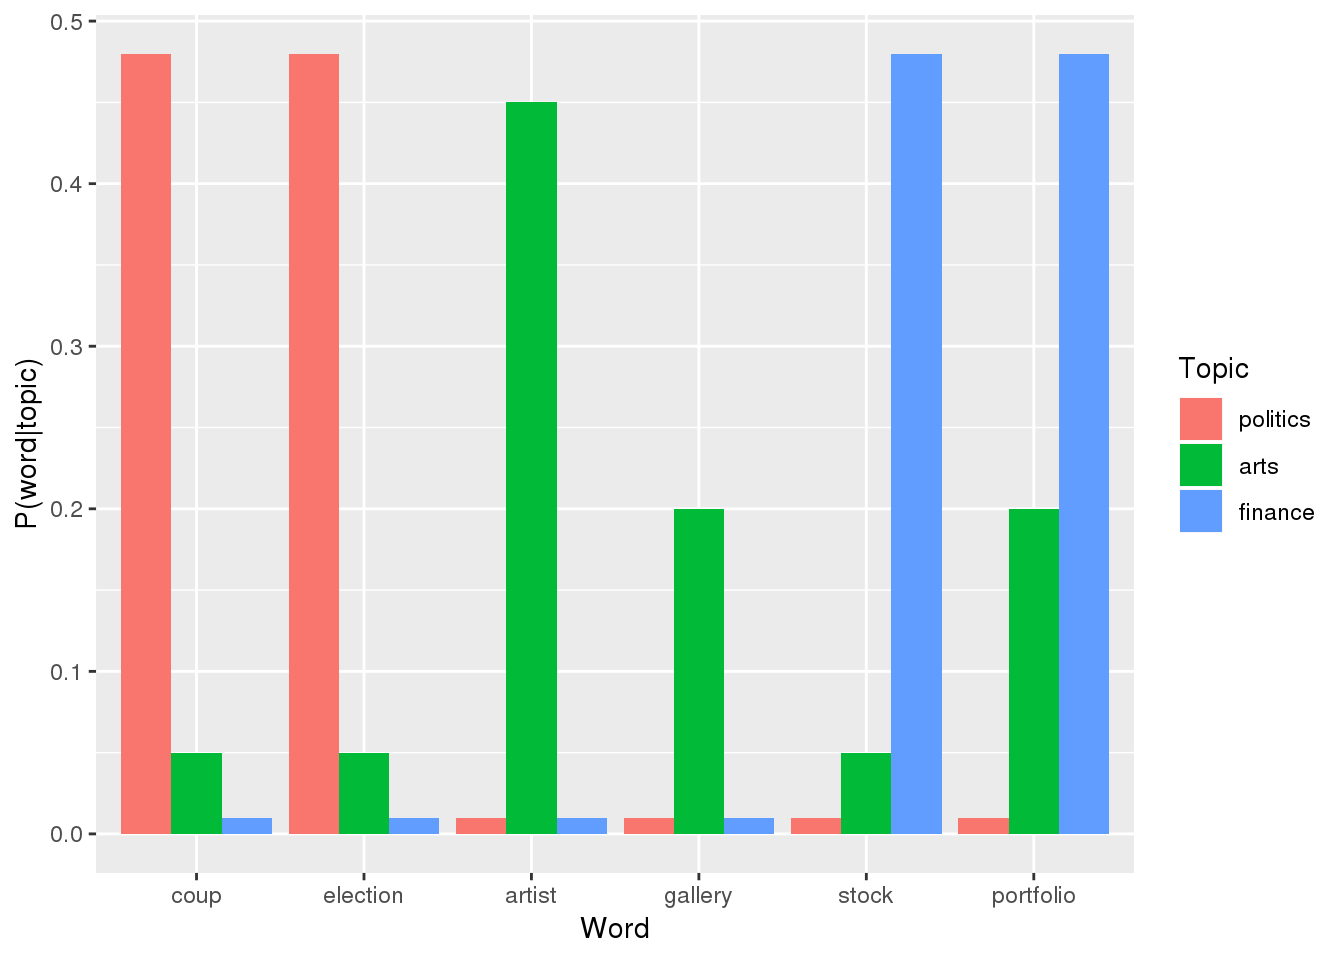 0.5
0.4
0.3
0.2
0.1
0.0
P(word|topic)
coup election artist gallery stock portfolio
Word
Topic
politics
arts
finance